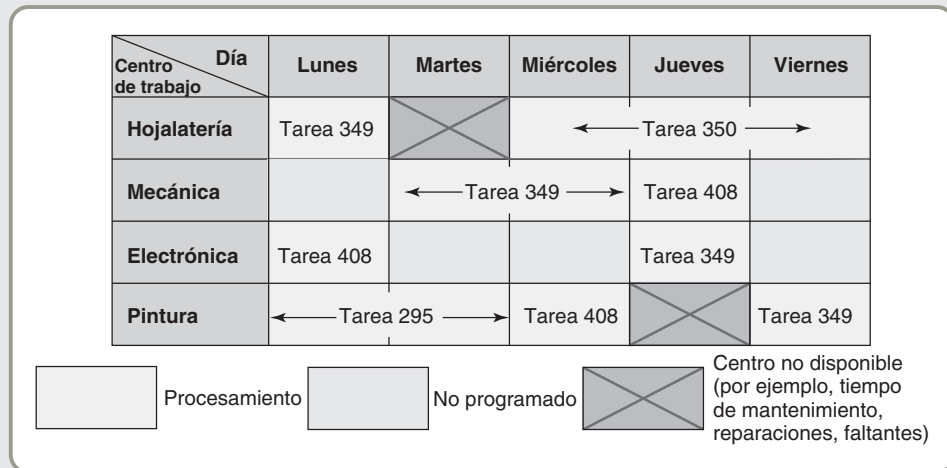 Día
Centro
de trabajo
Lunes Martes Miércoles Jueves Viernes
Hojalatería Tarea 349 Tarea 350
Mecánica Tarea 349 Tarea 408
Electrónica Tarea 408 Tarea 349
Pintura Tarea 295 Tarea 408 Tarea 349
Procesamiento
No programado
Centro no disponible
(por ejemplo, tiempo
de mantenimiento,
reparaciones, faltantes)